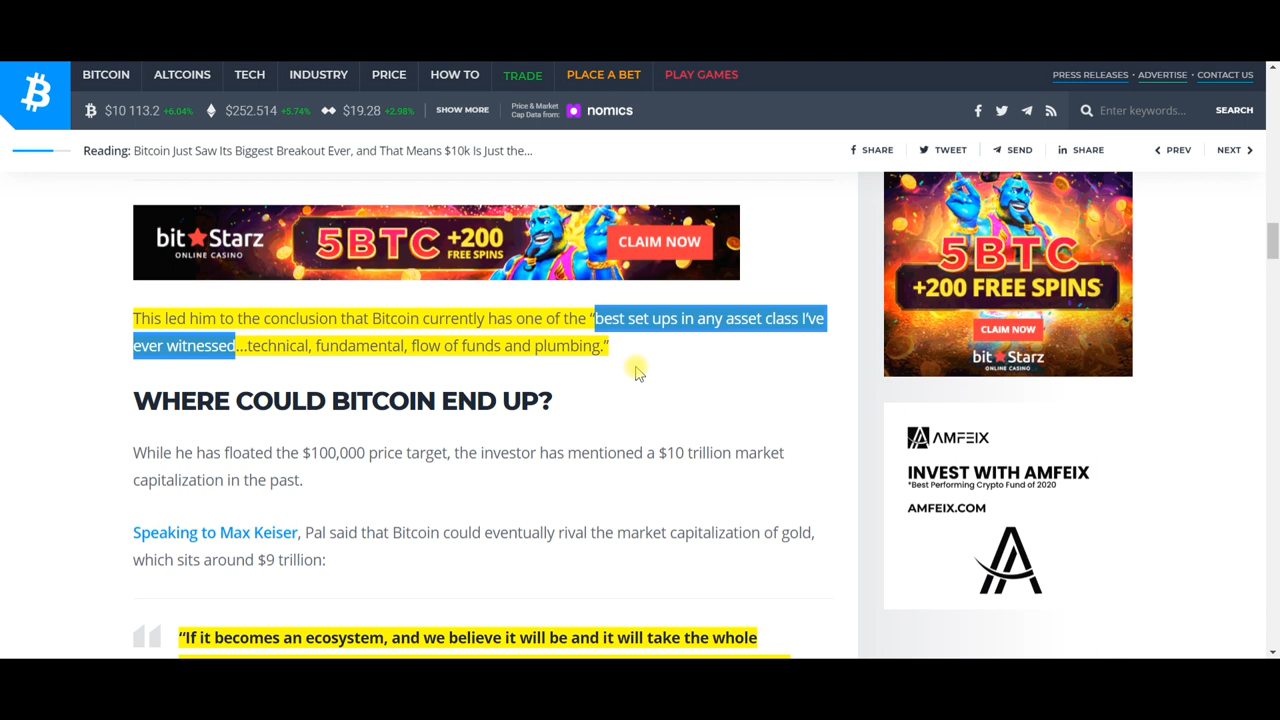 BITCOIN ALTCOINS TECH INDUSTRY PRICE HOW TO TRADE PLACE A BET PLAY GAMES
PRESS RELEASES • ADVERTISE • CONTACT US
$10 113.2 +6.04% $252.514 +5.74% $19.28 +2.98% SHOW MORE
Price & Market
Cap Data from:
nomics
Enter keywords... SEARCH
Reading: Bitcoin Just Saw Its Biggest Breakout Ever, and That Means $10k Is Just the...
SHARE TWEET SEND SHARE PREV NEXT
bitStarz
ONLINE CASINO
5BTC +200
FREE SPINS
CLAIM NOW
This led him to the conclusion that Bitcoin currently has one of the “best set ups in any asset class I’ve
ever witnessed…technical, fundamental, flow of funds and plumbing.”
WHERE COULD BITCOIN END UP?
While he has floated the $100,000 price target, the investor has mentioned a $10 trillion market
capitalization in the past.
Speaking to Max Keiser, Pal said that Bitcoin could eventually rival the market capitalization of gold,
which sits around $9 trillion:
“If it becomes an ecosystem, and we believe it will be and it will take the whole
5BTC
+200 FREE SPINS
CLAIM NOW
bitStarz
ONLINE CASINO
AMFEIX
INVEST WITH AMFEIX
*Best Performing Crypto Fund of 2020
AMFEIX.COM